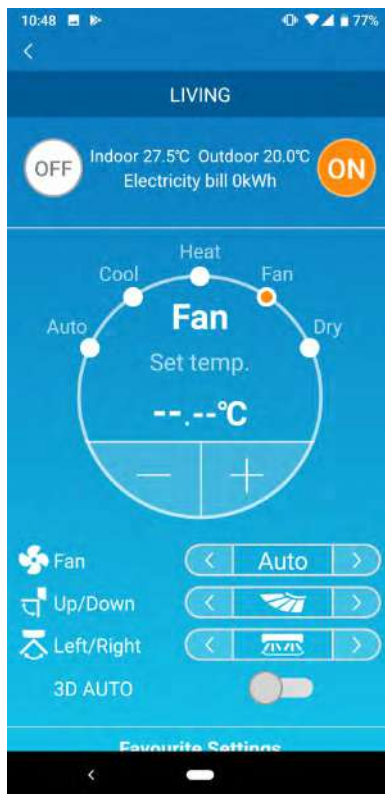 10:48 77%
LIVING
OFF
Indoor 27.5℃ Outdoor 20.0℃
Electricity bill 0kWh
ON
Heat
Cool Fan
Auto Dry
Fan
Set temp.
--.--℃
− +
Fan Auto
Up/Down
Left/Right
3D AUTO
Favourite Settings